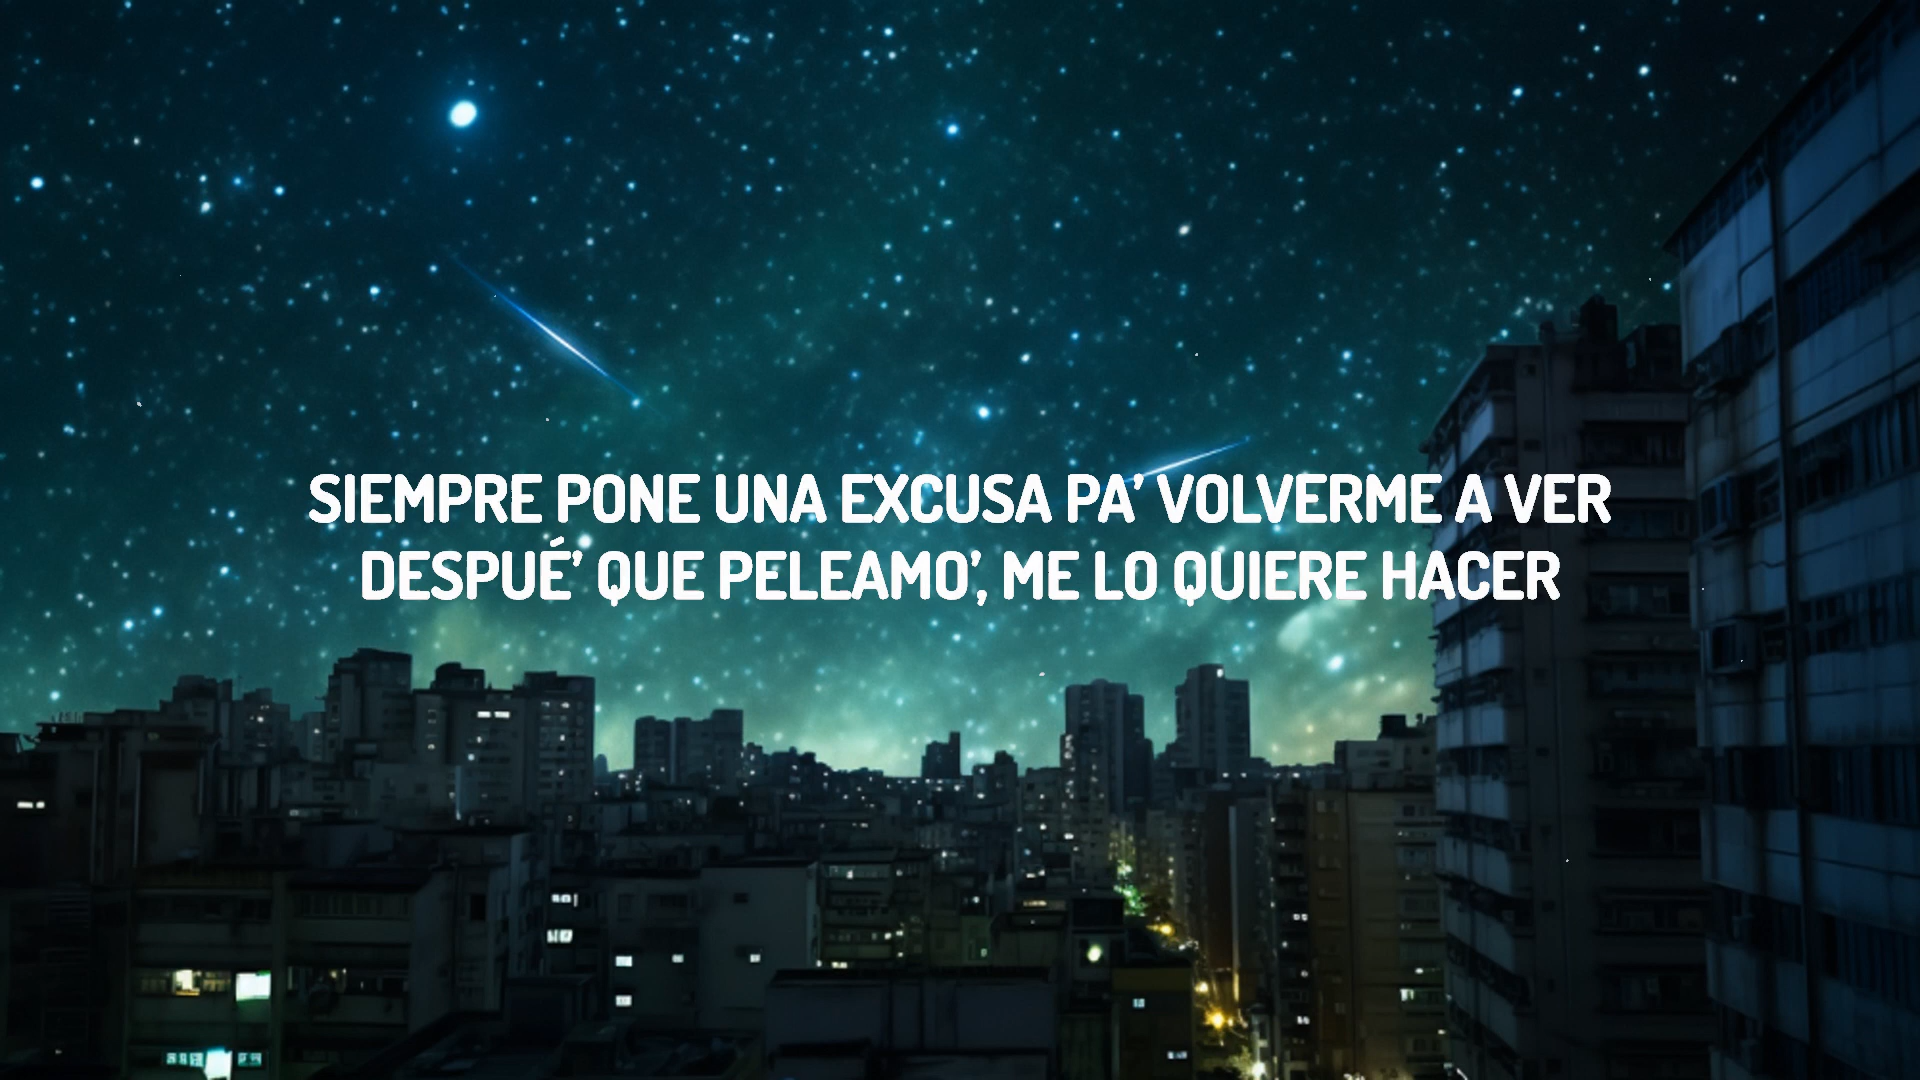 SIEMPRE PONE UNA EXCUSA PA’ VOLVERME A VER
DESPUÉ’ QUE PELEAMO’, ME LO QUIERE HACER